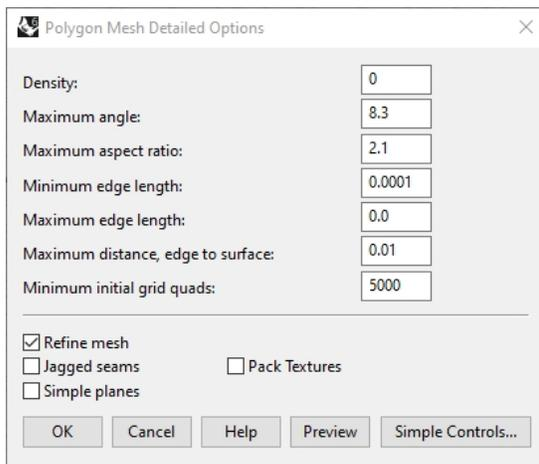 Polygon Mesh Detailed Options
Density: 0
Maximum angle: 8.3
Maximum aspect ratio: 2.1
Minimum edge length: 0.0001
Maximum edge length: 0.0
Maximum distance, edge to surface: 0.01
Minimum initial grid quads: 5000
Refine mesh
Jagged seams Pack Textures
Simple planes
OK Cancel Help Preview Simple Controls...